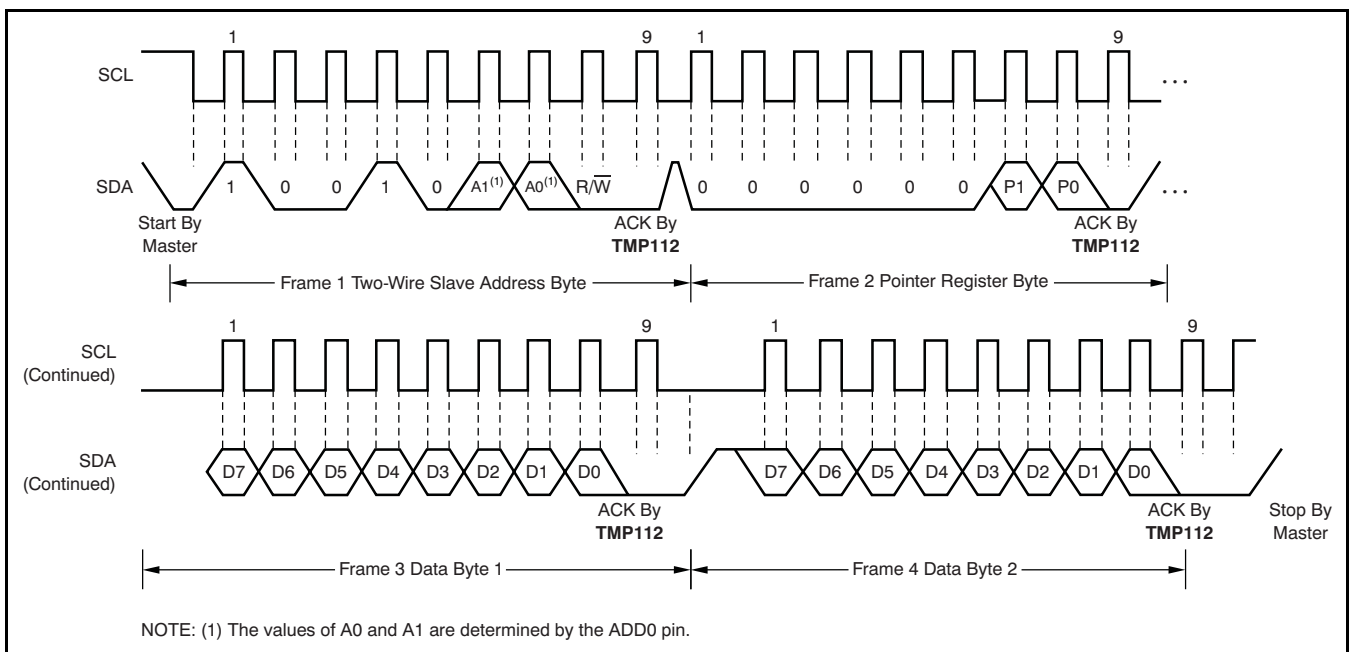 1 9 1 9
SCL ...
SDA 1 0 0 1 0 A1(1) A0(1) R/W̅ 0 0 0 0 0 0 P1 P0 ...
Start By Master ACK By TMP112 ACK By TMP112
Frame 1 Two-Wire Slave Address Byte Frame 2 Pointer Register Byte
1 9 1 9
SCL (Continued)
SDA (Continued) D7 D6 D5 D4 D3 D2 D1 D0 D7 D6 D5 D4 D3 D2 D1 D0
ACK By TMP112 ACK By TMP112 Stop By Master
Frame 3 Data Byte 1 Frame 4 Data Byte 2
NOTE: (1) The values of A0 and A1 are determined by the ADD0 pin.